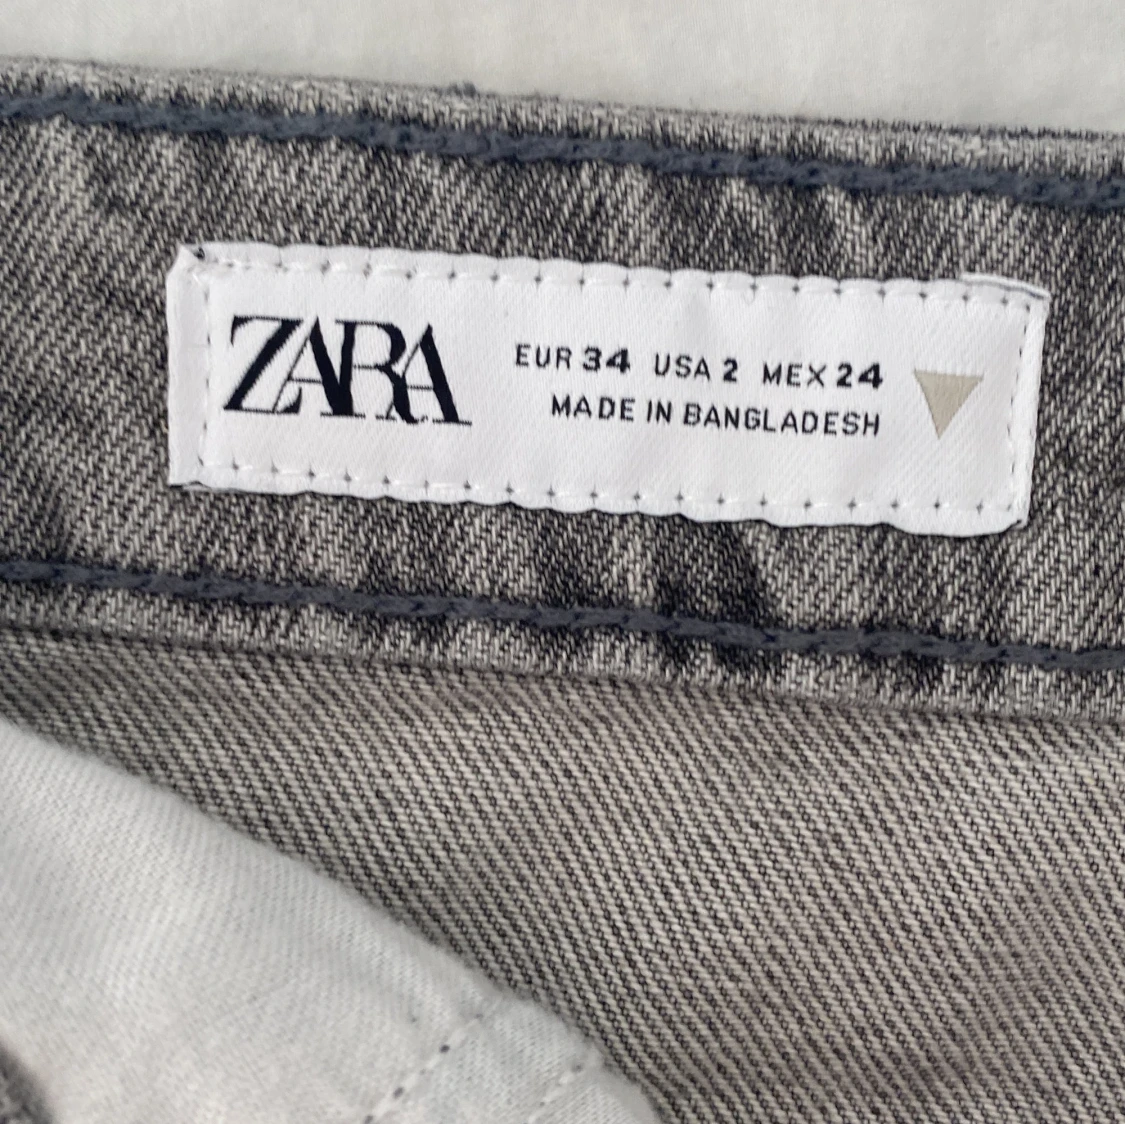 ZARA
EUR 34 USA 2 MEX 24
MADE IN BANGLADESH